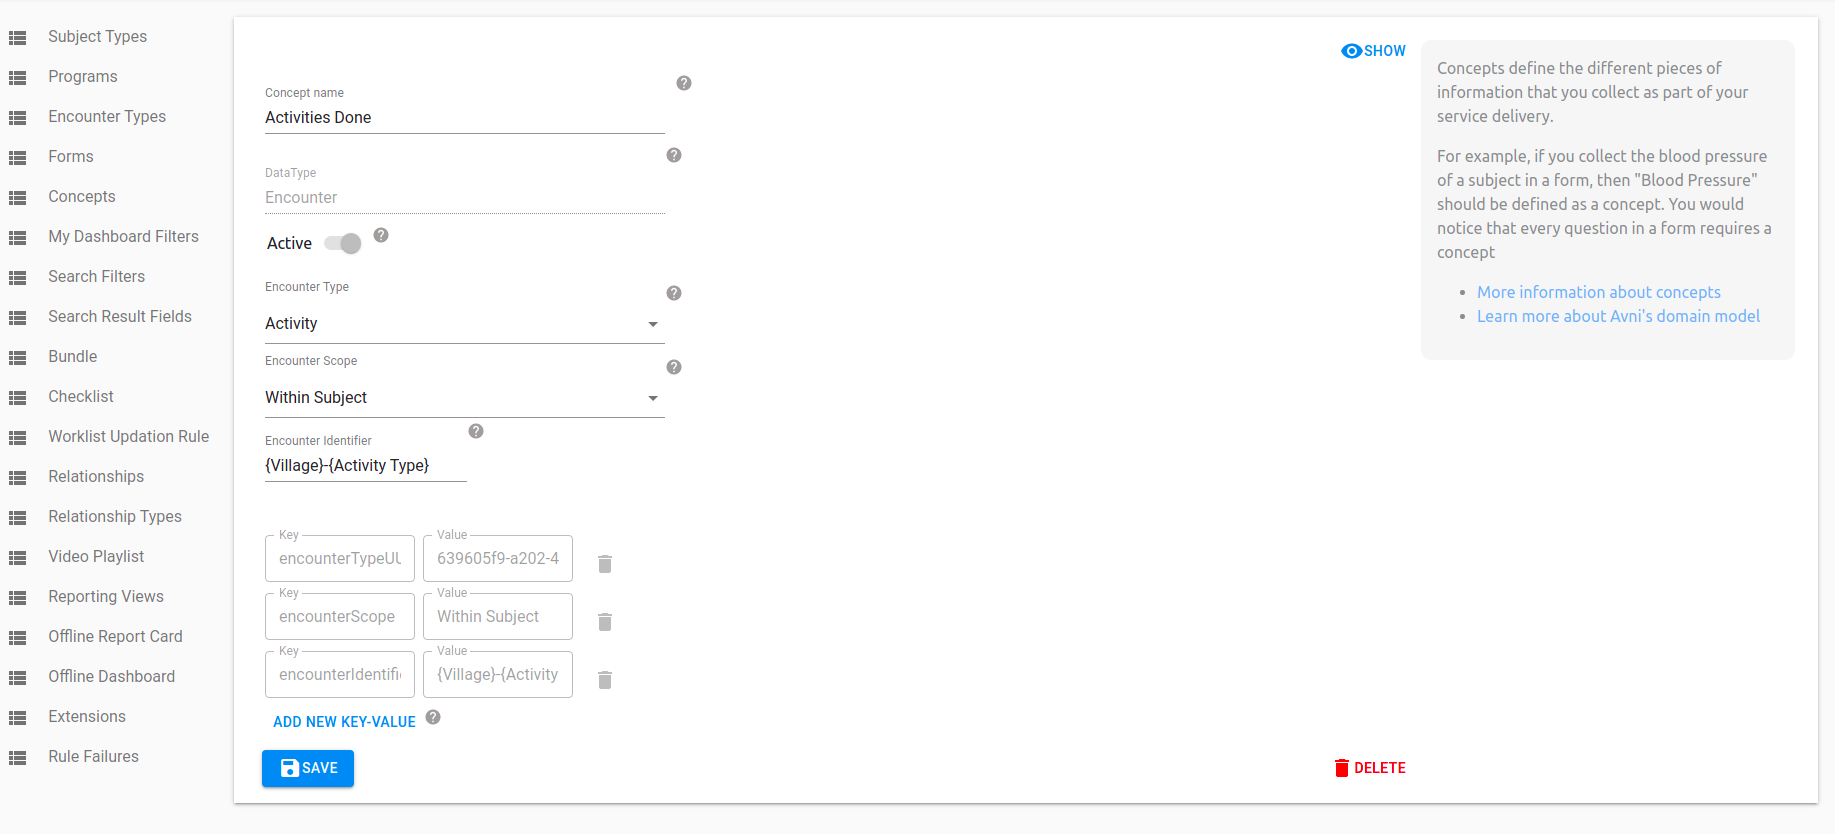 Subject Types
Programs
Encounter Types
Forms
Concepts
My Dashboard Filters
Search Filters
Search Result Fields
Bundle
Checklist
Worklist Updation Rule
Relationships
Relationship Types
Video Playlist
Reporting Views
Offline Report Card
Offline Dashboard
Extensions
Rule Failures
SHOW
Concept name
Activities Done
DataType
Encounter
Active
Encounter Type
Activity
Encounter Scope
Within Subject
Encounter Identifier
{Village}-{Activity Type}
Key Value
encounterTypeUU 639605f9-a202-4
Key Value
encounterScope Within Subject
Key Value
encounterIdentifi {Village}-{Activity
ADD NEW KEY-VALUE
SAVE
DELETE
Concepts define the different pieces of
information that you collect as part of your
service delivery.
For example, if you collect the blood pressure
of a subject in a form, then "Blood Pressure"
should be defined as a concept. You would
notice that every question in a form requires a
concept
More information about concepts
Learn more about Avni's domain model